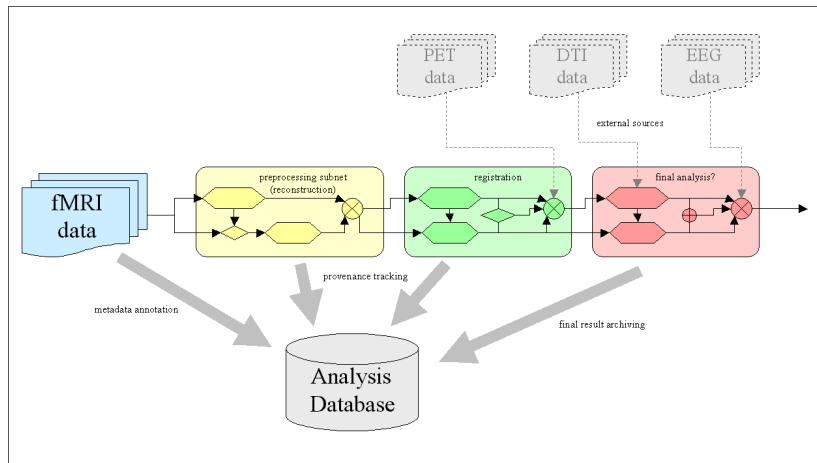 PET
data
DTI
data
EEG
data
external sources
fMRI
data
preprocessing subnet
(reconstruction)
registration
final analysis?
metadata annotation
provenance tracking
final result archiving
Analysis
Database